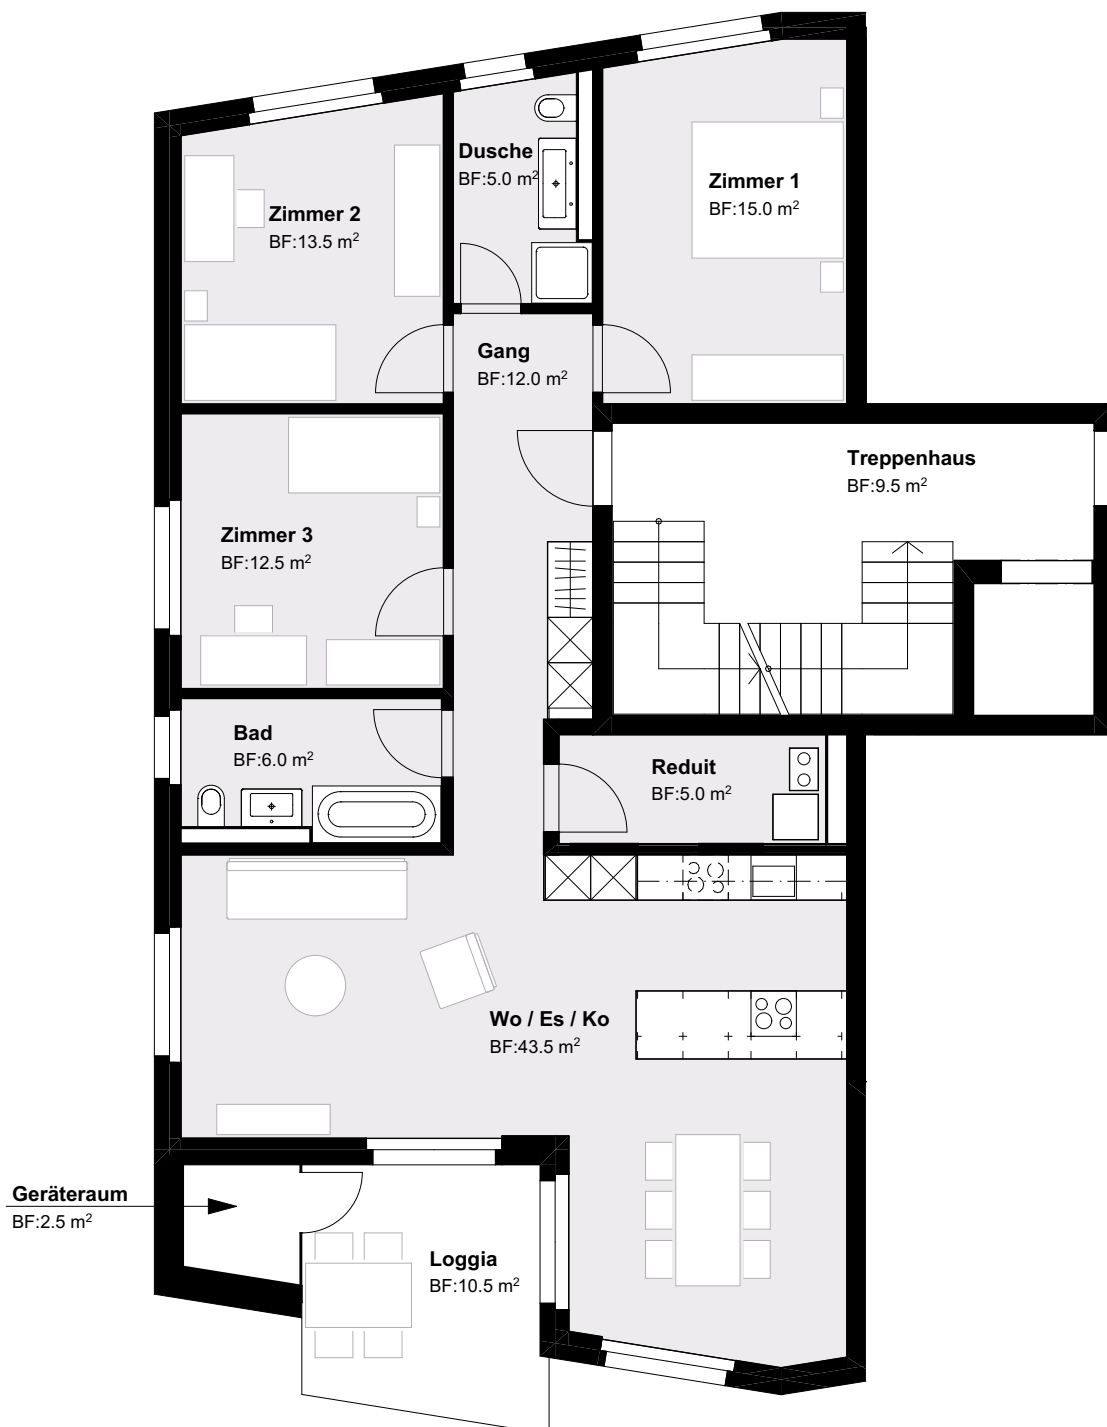 Dusche
BF:5.0 m²
Zimmer 1
BF:15.0 m²
Zimmer 2
BF:13.5 m²
Gang
BF:12.0 m²
Treppenhaus
BF:9.5 m²
Zimmer 3
BF:12.5 m²
Bad
BF:6.0 m²
Reduit
BF:5.0 m²
Wo / Es / Ko
BF:43.5 m²
Geräteraum
BF:2.5 m²
Loggia
BF:10.5 m²